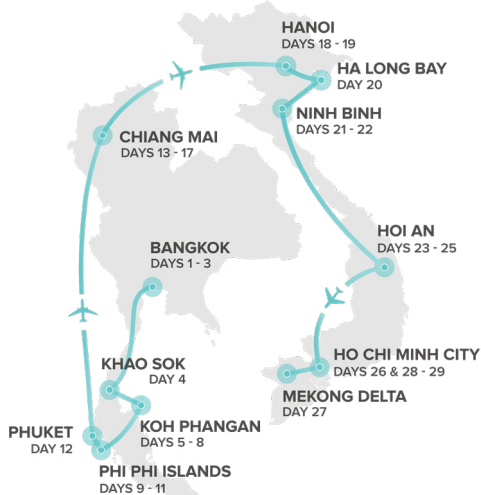 HANOI
DAYS 18 - 19
HA LONG BAY
DAY 20
NINH BINH
DAYS 21 - 22
CHIANG MAI
DAYS 13 - 17
HOI AN
DAYS 23 - 25
BANGKOK
DAYS 1 - 3
HO CHI MINH CITY
DAYS 26 & 28 - 29
KHAO SOK
DAY 4
MEKONG DELTA
DAY 27
KOH PHANGAN
DAYS 5 - 8
PHUKET
DAY 12
PHI PHI ISLANDS
DAYS 9 - 11